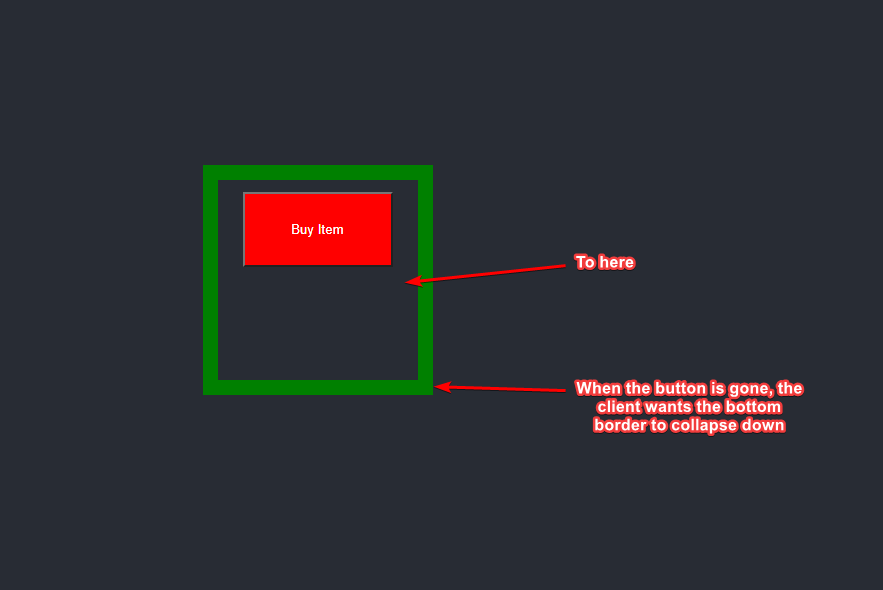 Buy Item
To here
When the button is gone, the
client wants the bottom
border to collapse down